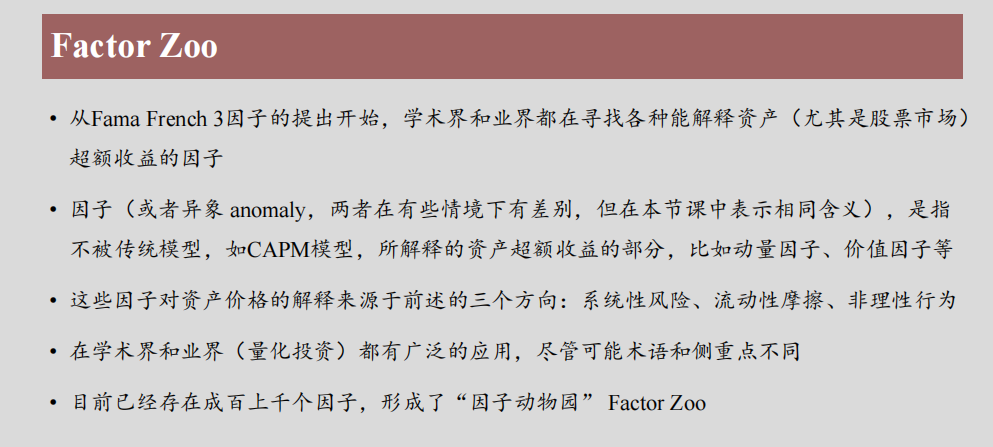 Factor Zoo
• 从Fama French 3因子的提出开始，学术界和业界都在寻找各种能解释资产（尤其是股票市场）
超额收益的因子
• 因子（或者异象 anomaly，两者在有些情境下有差别，但在本节课中表示相同含义），是指
不被传统模型，如CAPM模型，所解释的资产超额收益的部分，比如动量因子、价值因子等
• 这些因子对资产价格的解释来源于前述的三个方向：系统性风险、流动性摩擦、非理性行为
• 在学术界和业界（量化投资）都有广泛的应用，尽管可能术语和侧重点不同
• 目前已经存在成百上千个因子，形成了“因子动物园” Factor Zoo